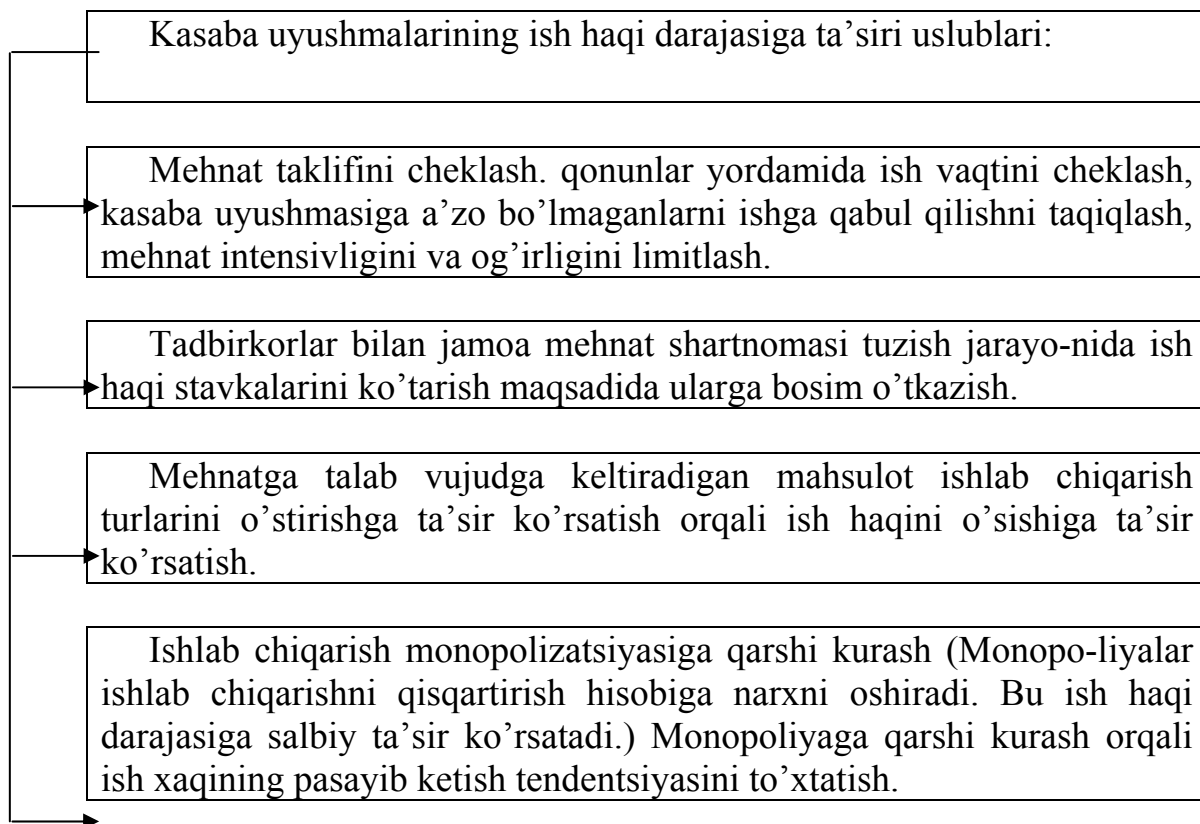 Kasaba uyushmalarining ish haqi darajasiga ta’siri uslublari:
Mehnat taklifini cheklash. qonunlar yordamida ish vaqtini cheklash,
kasaba uyushmasiga a’zo bo’lmaganlarni ishga qabul qilishni taqiqlash,
mehnat intensivligini va og’irligini limitlash.
Tadbirkorlar bilan jamoa mehnat shartnomasi tuzish jarayo-nida ish
haqi stavkalarini ko’tarish maqsadida ularga bosim o’tkazish.
Mehnatga talab vujudga keltiradigan mahsulot ishlab chiqarish
turlarini o’stirishga ta’sir ko’rsatish orqali ish haqini o’sishiga ta’sir
ko’rsatish.
Ishlab chiqarish monopolizatsiyasiga qarshi kurash (Monopo-liyalar
ishlab chiqarishni qisqartirish hisobiga narxni oshiradi. Bu ish haqi
darajasiga salbiy ta’sir ko’rsatadi.) Monopoliyaga qarshi kurash orqali
ish xaqining pasayib ketish tendentsiyasini to’xtatish.